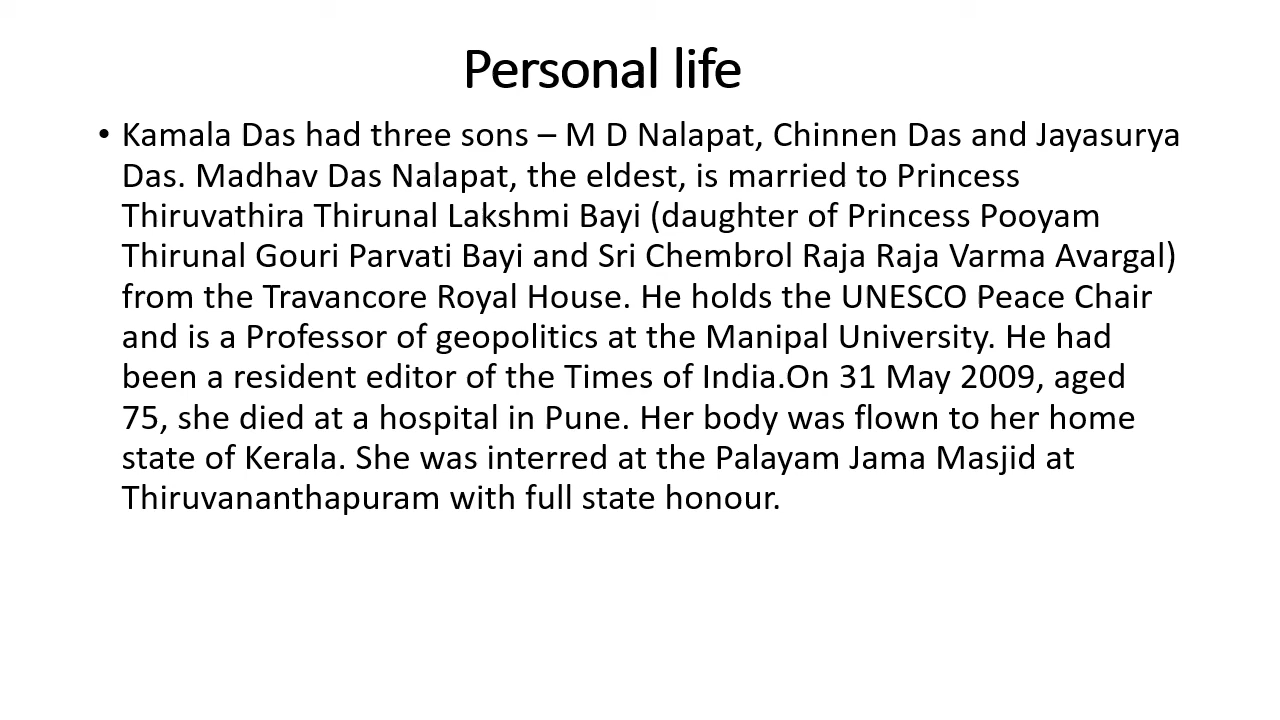 Personal life
• Kamala Das had three sons – M D Nalapat, Chinnen Das and Jayasurya
Das. Madhav Das Nalapat, the eldest, is married to Princess
Thiruvathira Thirunal Lakshmi Bayi (daughter of Princess Pooyam
Thirunal Gouri Parvati Bayi and Sri Chembrol Raja Raja Varma Avargal)
from the Travancore Royal House. He holds the UNESCO Peace Chair
and is a Professor of geopolitics at the Manipal University. He had
been a resident editor of the Times of India.On 31 May 2009, aged
75, she died at a hospital in Pune. Her body was flown to her home
state of Kerala. She was interred at the Palayam Jama Masjid at
Thiruvananthapuram with full state honour.